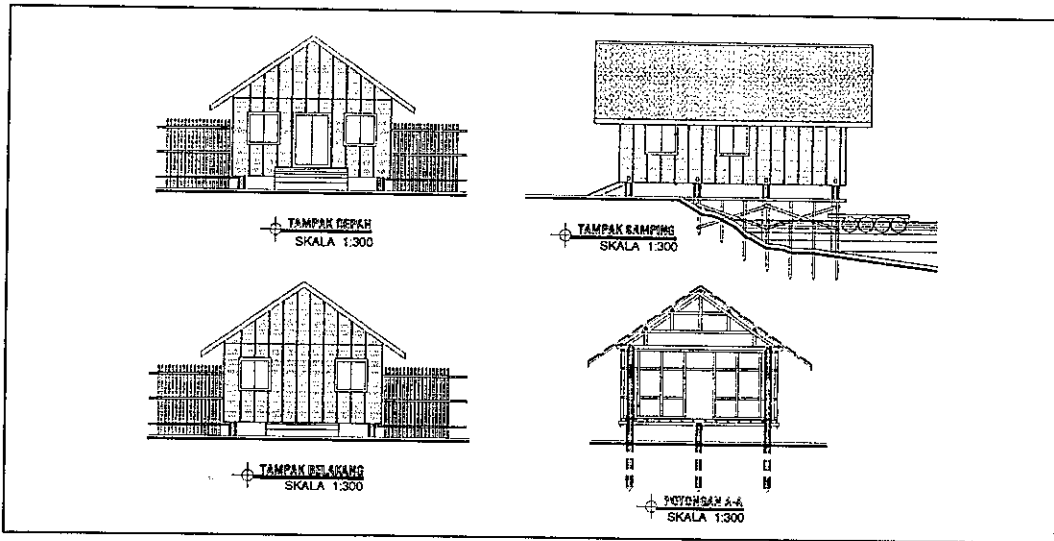 TAMPAK DEPAN
SKALA 1:300
TAMPAK SAMPING
SKALA 1:300
TAMPAK BELAKANG
SKALA 1:300
POTONGAN A-A
SKALA 1:300